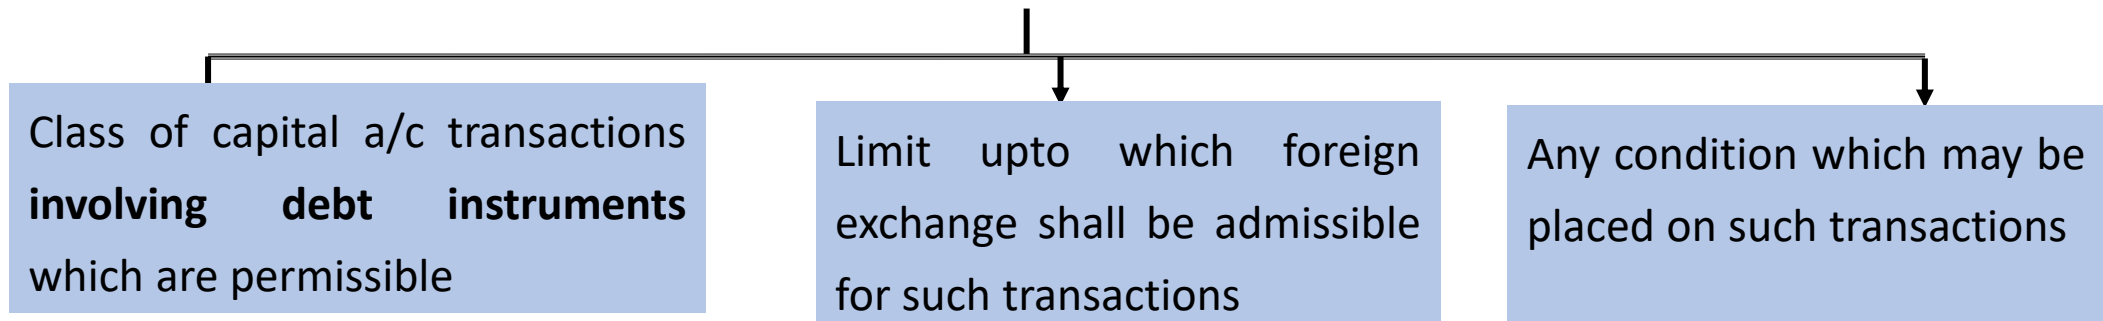 Class of capital a/c transactions
involving debt instruments
which are permissible
Limit upto which foreign
exchange shall be admissible
for such transactions
Any condition which may be
placed on such transactions